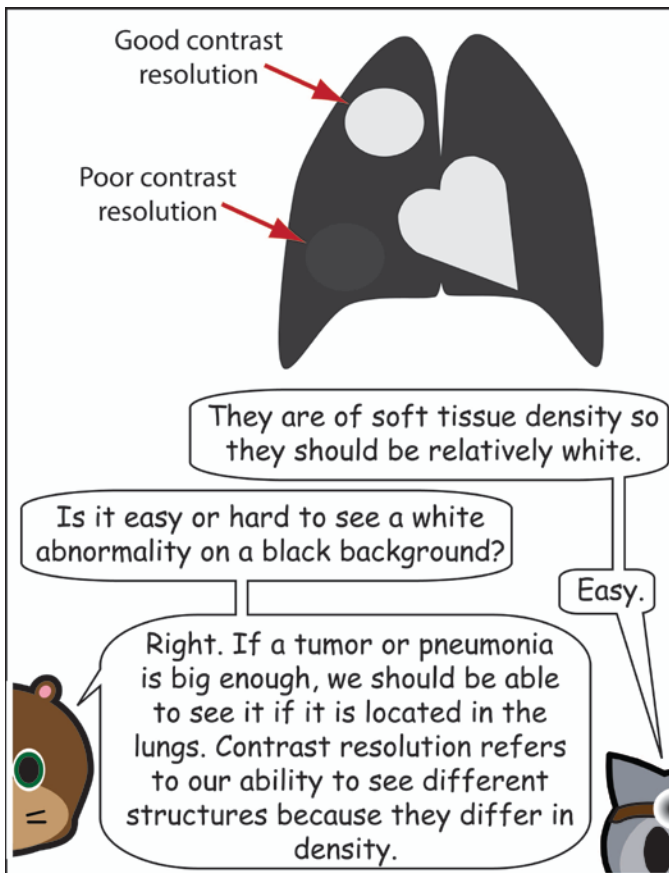 Good contrast
resolution
Poor contrast
resolution
They are of soft tissue density so
they should be relatively white.
Is it easy or hard to see a white
abnormality on a black background?
Easy.
Right. If a tumor or pneumonia
is big enough, we should be able
to see it if it is located in the
lungs. Contrast resolution refers
to our ability to see different
structures because they differ in
density.